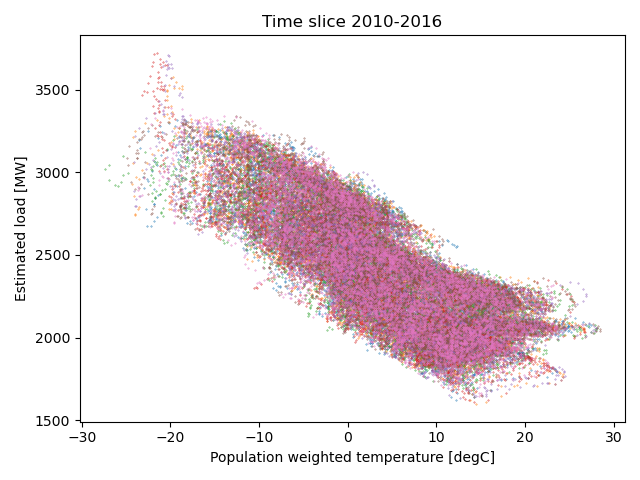 Time slice 2010-2016
Estimated load [MW]
3500
3000
2500
2000
1500
−30 −20 −10 0 10 20 30
Population weighted temperature [degC]